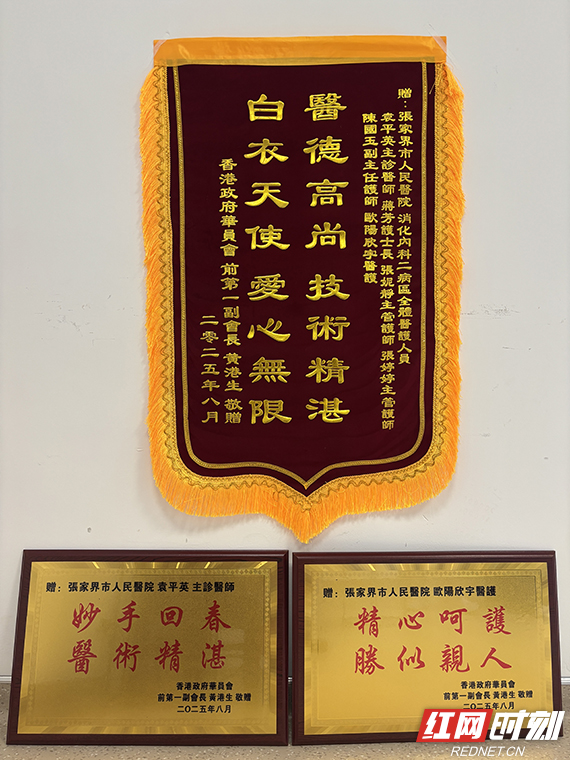 贈：張家界市人民醫院 消化內科二病區全體醫護人員
袁平英主診醫師 蔣芳護士長 張妮靜主管護師 張婷婷主管護師
陳國玉副主任護師 歐陽欣宇醫護
醫德高尚 技術精湛
白衣天使 愛心無限
香港政府華員會 前第一副會長 黃港生 敬贈
二零二五年八月
贈：張家界市人民醫院 袁平英 主診醫師
妙手回春
醫術精湛
香港政府華員會
前第一副會長 黃港生 敬贈
二〇二五年八月
贈：張家界市人民醫院 歐陽欣宇醫護
精心呵護
勝似親人
香港政府華員會
前第一副會長 黃港生 敬贈
二〇二五年八月
红网时刻
REDNET.CN